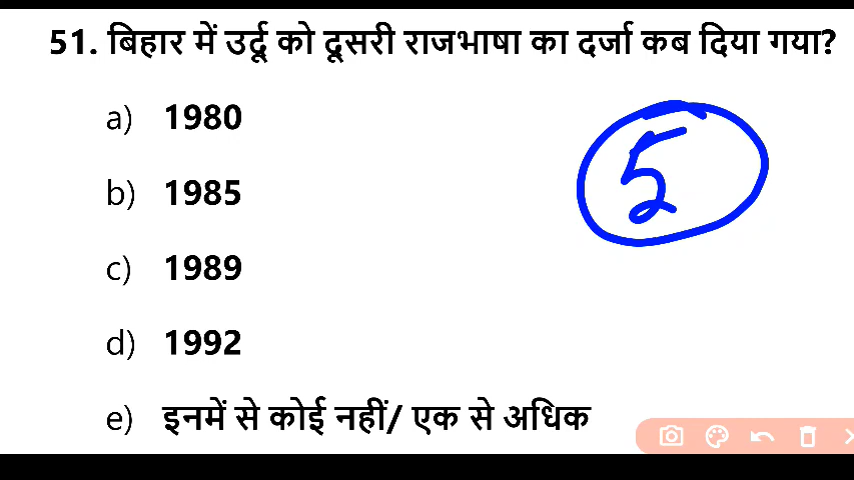 51. बिहार में उर्दू को दूसरी राजभाषा का दर्जा कब दिया गया?
a) 1980
5
b) 1985
c) 1989
d) 1992
e) इनमें से कोई नहीं/ एक से अधिक